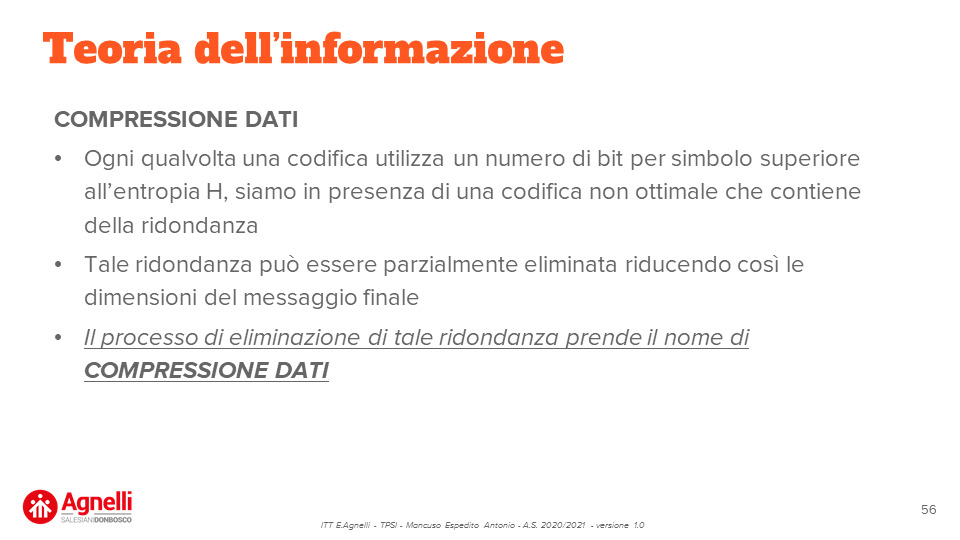 Teoria dell'informazione
COMPRESSIONE DATI
• Ogni qualvolta una codifica utilizza un numero di bit per simbolo superiore
all'entropia H, siamo in presenza di una codifica non ottimale che contiene
della ridondanza
• Tale ridondanza può essere parzialmente eliminata riducendo così le
dimensioni del messaggio finale
• Il processo di eliminazione di tale ridondanza prende il nome di
COMPRESSIONE DATI
Agnelli
SALESIANI DONBOSCO
ITT E.Agnelli - TPSI - Mancuso Espedito Antonio - A.S. 2020/2021 - versione 1.0
56